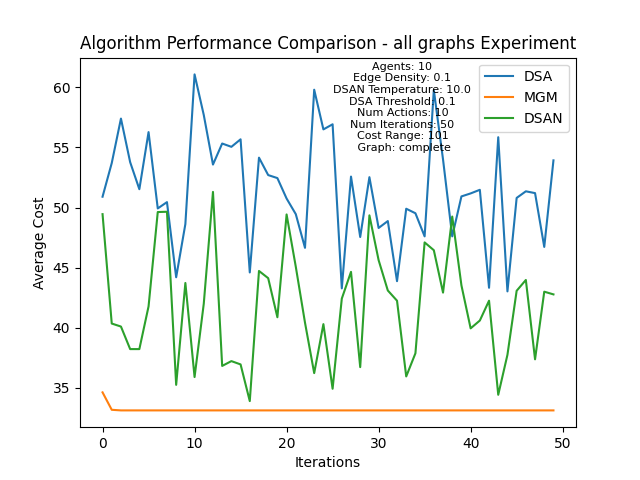 Algorithm Performance Comparison - all graphs Experiment
Agents: 10
Edge Density: 0.1
DSAN Temperature: 10.0
DSA Threshold: 0.1
Num Actions: 10
Num Iterations: 50
Cost Range: 101
Graph: complete
DSA
MGM
DSAN
Average Cost
60
55
50
45
40
35
0 10 20 30 40 50
Iterations